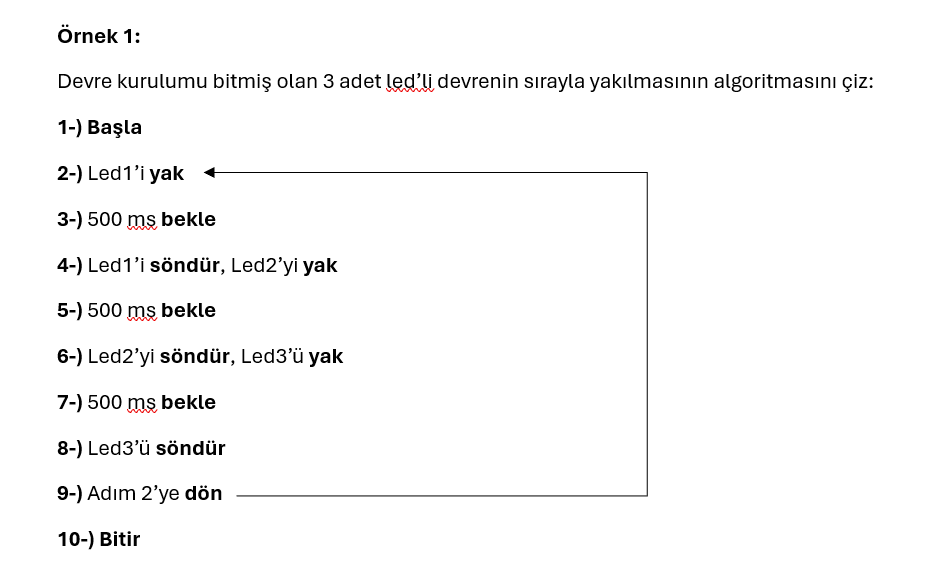 Örnek 1:
Devre kurulumu bitmiş olan 3 adet led’li devrenin sırayla yakılmasının algoritmasını çiz:
1-) Başla
2-) Led1’i yak
3-) 500 ms bekle
4-) Led1’i söndür, Led2’yi yak
5-) 500 ms bekle
6-) Led2’yi söndür, Led3’ü yak
7-) 500 ms bekle
8-) Led3’ü söndür
9-) Adım 2’ye dön
10-) Bitir